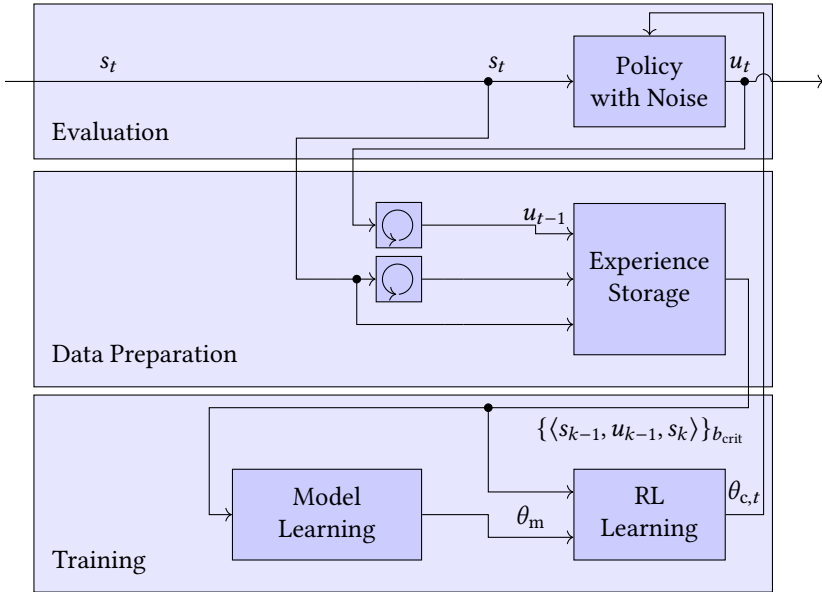 s_t
s_t
Policy
with Noise
u_t
Evaluation
u_{t−1}
Experience
Storage
Data Preparation
{⟨s_{k−1}, u_{k−1}, s_k⟩}_{b_crit}
Model
Learning
θ_m
RL
Learning
θ_{c,t}
Training